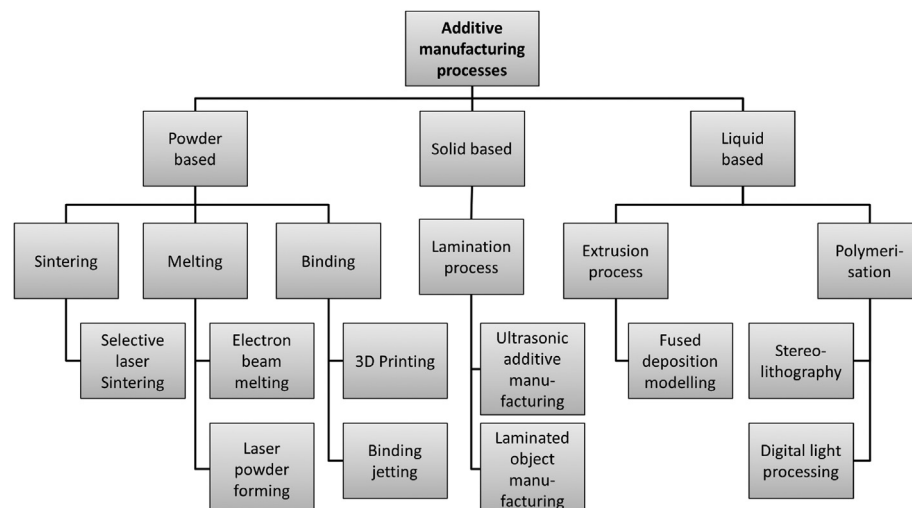 Additive
manufacturing
processes
Powder
based
Solid based
Liquid
based
Sintering
Melting
Binding
Lamination
process
Extrusion
process
Polymeri-
sation
Selective
laser
Sintering
Electron
beam
melting
3D Printing
Ultrasonic
additive
manu-
facturing
Fused
deposition
modelling
Stereo-
lithography
Laser
powder
forming
Binding
jetting
Laminated
object
manu-
facturing
Digital light
processing